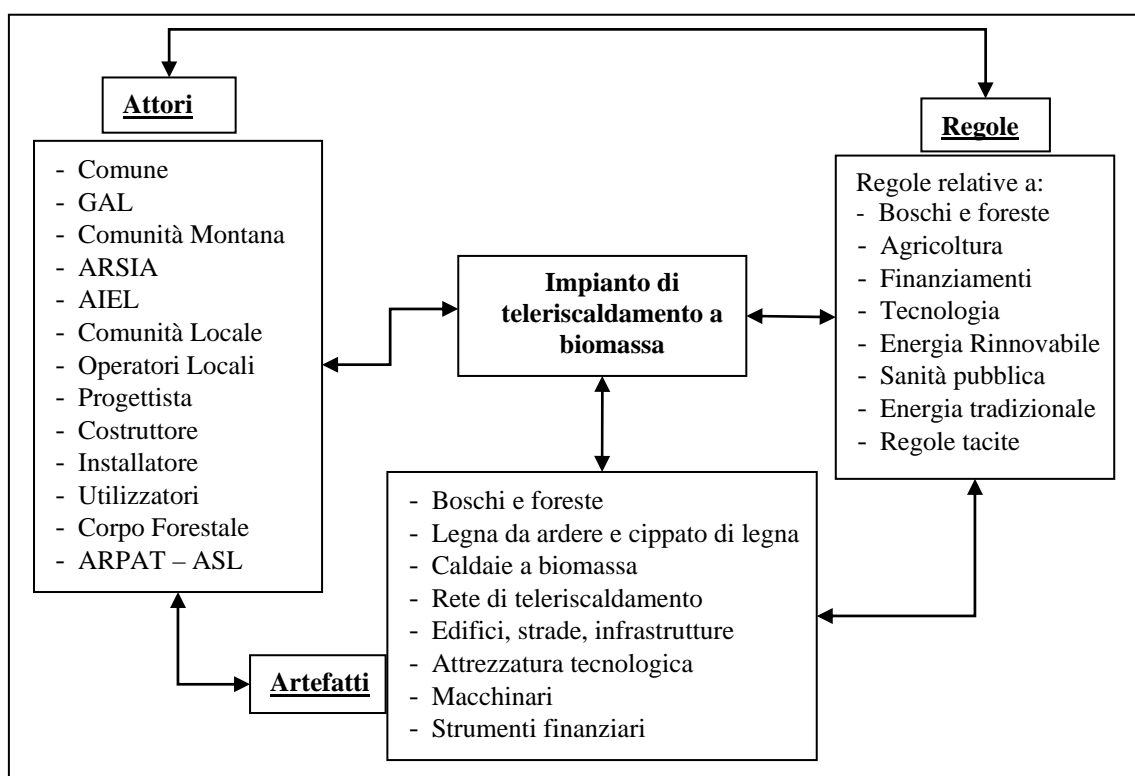 Attori
- Comune
- GAL
- Comunità Montana
- ARSIA
- AIEL
- Comunità Locale
- Operatori Locali
- Progettista
- Costruttore
- Installatore
- Utilizzatori
- Corpo Forestale
- ARPAT – ASL
Impianto di
teleriscaldamento a
biomassa
Regole
Regole relative a:
- Boschi e foreste
- Agricoltura
- Finanziamenti
- Tecnologia
- Energia Rinnovabile
- Sanità pubblica
- Energia tradizionale
- Regole tacite
Artefatti
- Boschi e foreste
- Legna da ardere e cippato di legna
- Caldaie a biomassa
- Rete di teleriscaldamento
- Edifici, strade, infrastrutture
- Attrezzatura tecnologica
- Macchinari
- Strumenti finanziari